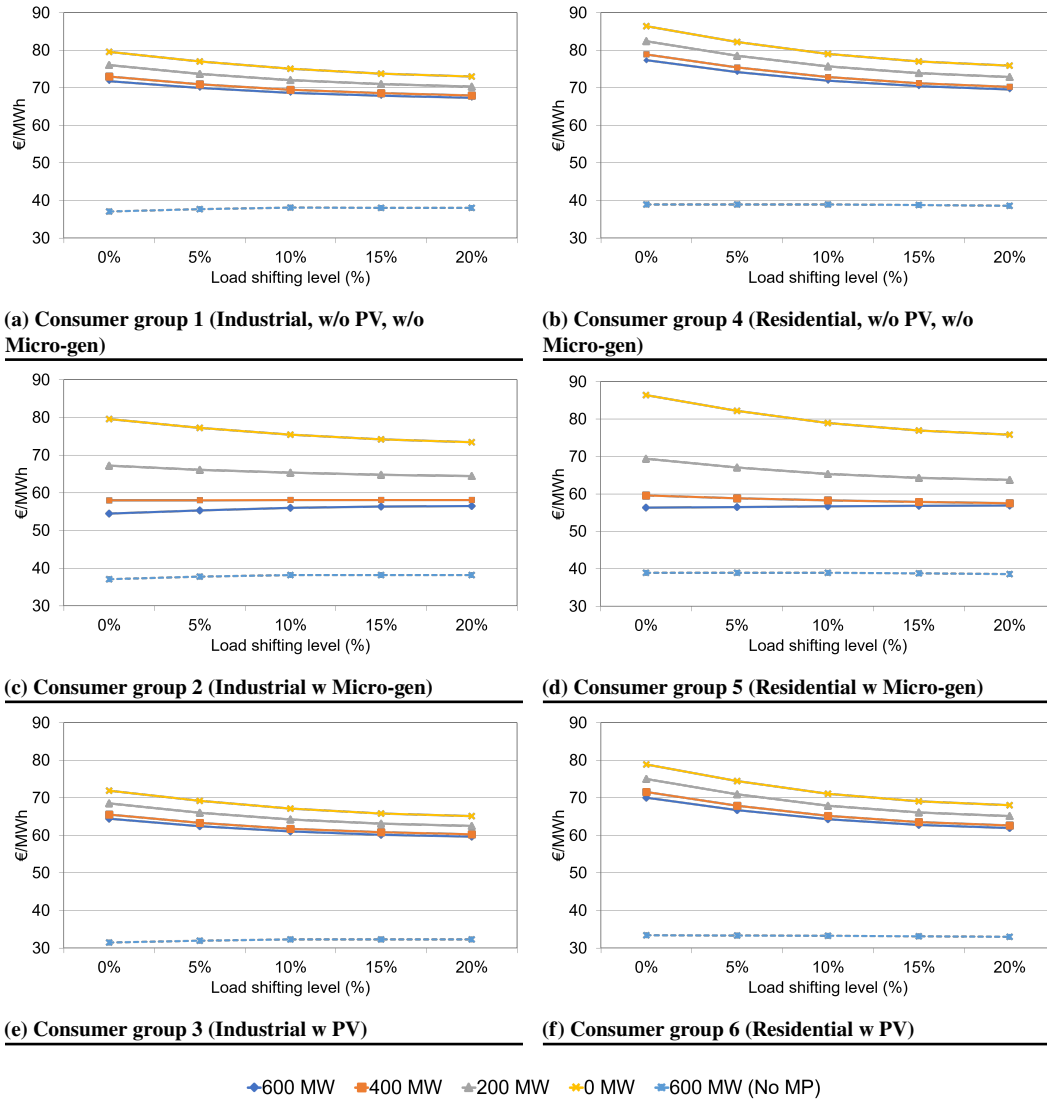 90
80
70
60
50
40
30
€/MWh
0% 5% 10% 15% 20%
Load shifting level (%)
(a) Consumer group 1 (Industrial, w/o PV, w/o
Micro-gen)
90
80
70
60
50
40
30
€/MWh
0% 5% 10% 15% 20%
Load shifting level (%)
(b) Consumer group 4 (Residential, w/o PV, w/o
Micro-gen)
90
80
70
60
50
40
30
€/MWh
0% 5% 10% 15% 20%
Load shifting level (%)
(c) Consumer group 2 (Industrial w Micro-gen)
90
80
70
60
50
40
30
€/MWh
0% 5% 10% 15% 20%
Load shifting level (%)
(d) Consumer group 5 (Residential w Micro-gen)
90
80
70
60
50
40
30
€/MWh
0% 5% 10% 15% 20%
Load shifting level (%)
(e) Consumer group 3 (Industrial w PV)
90
80
70
60
50
40
30
€/MWh
0% 5% 10% 15% 20%
Load shifting level (%)
(f) Consumer group 6 (Residential w PV)
600 MW 400 MW 200 MW 0 MW 600 MW (No MP)